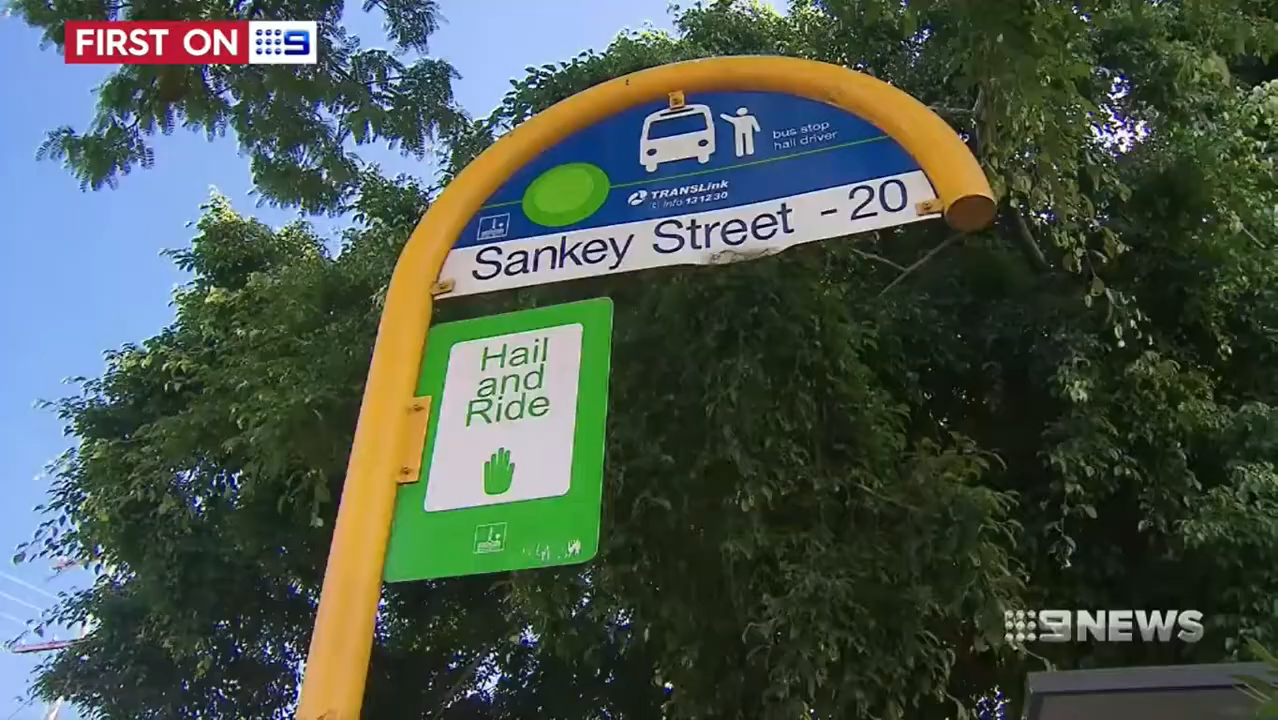 FIRST ON 9
bus stop
hail driver
TRANSLink
info 131230
Sankey Street - 20
Hail
and
Ride
9NEWS